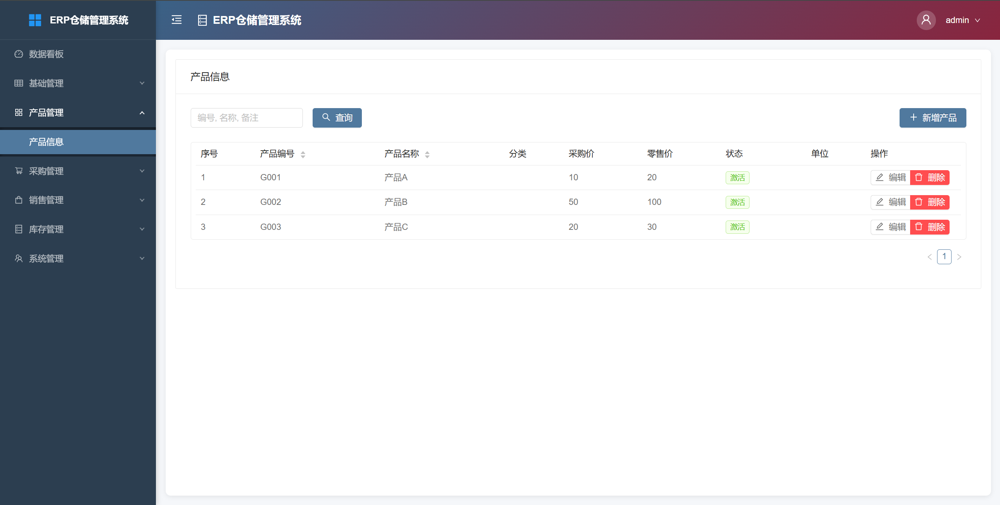 ERP仓储管理系统
ERP仓储管理系统
admin
数据看板
基础管理
产品管理
产品信息
采购管理
销售管理
库存管理
系统管理
产品信息
编号, 名称, 备注
查询
新增产品
序号 产品编号 产品名称 分类 采购价 零售价 状态 单位 操作
1 G001 产品A 10 20 激活 编辑 删除
2 G002 产品B 50 100 激活 编辑 删除
3 G003 产品C 20 30 激活 编辑 删除
1